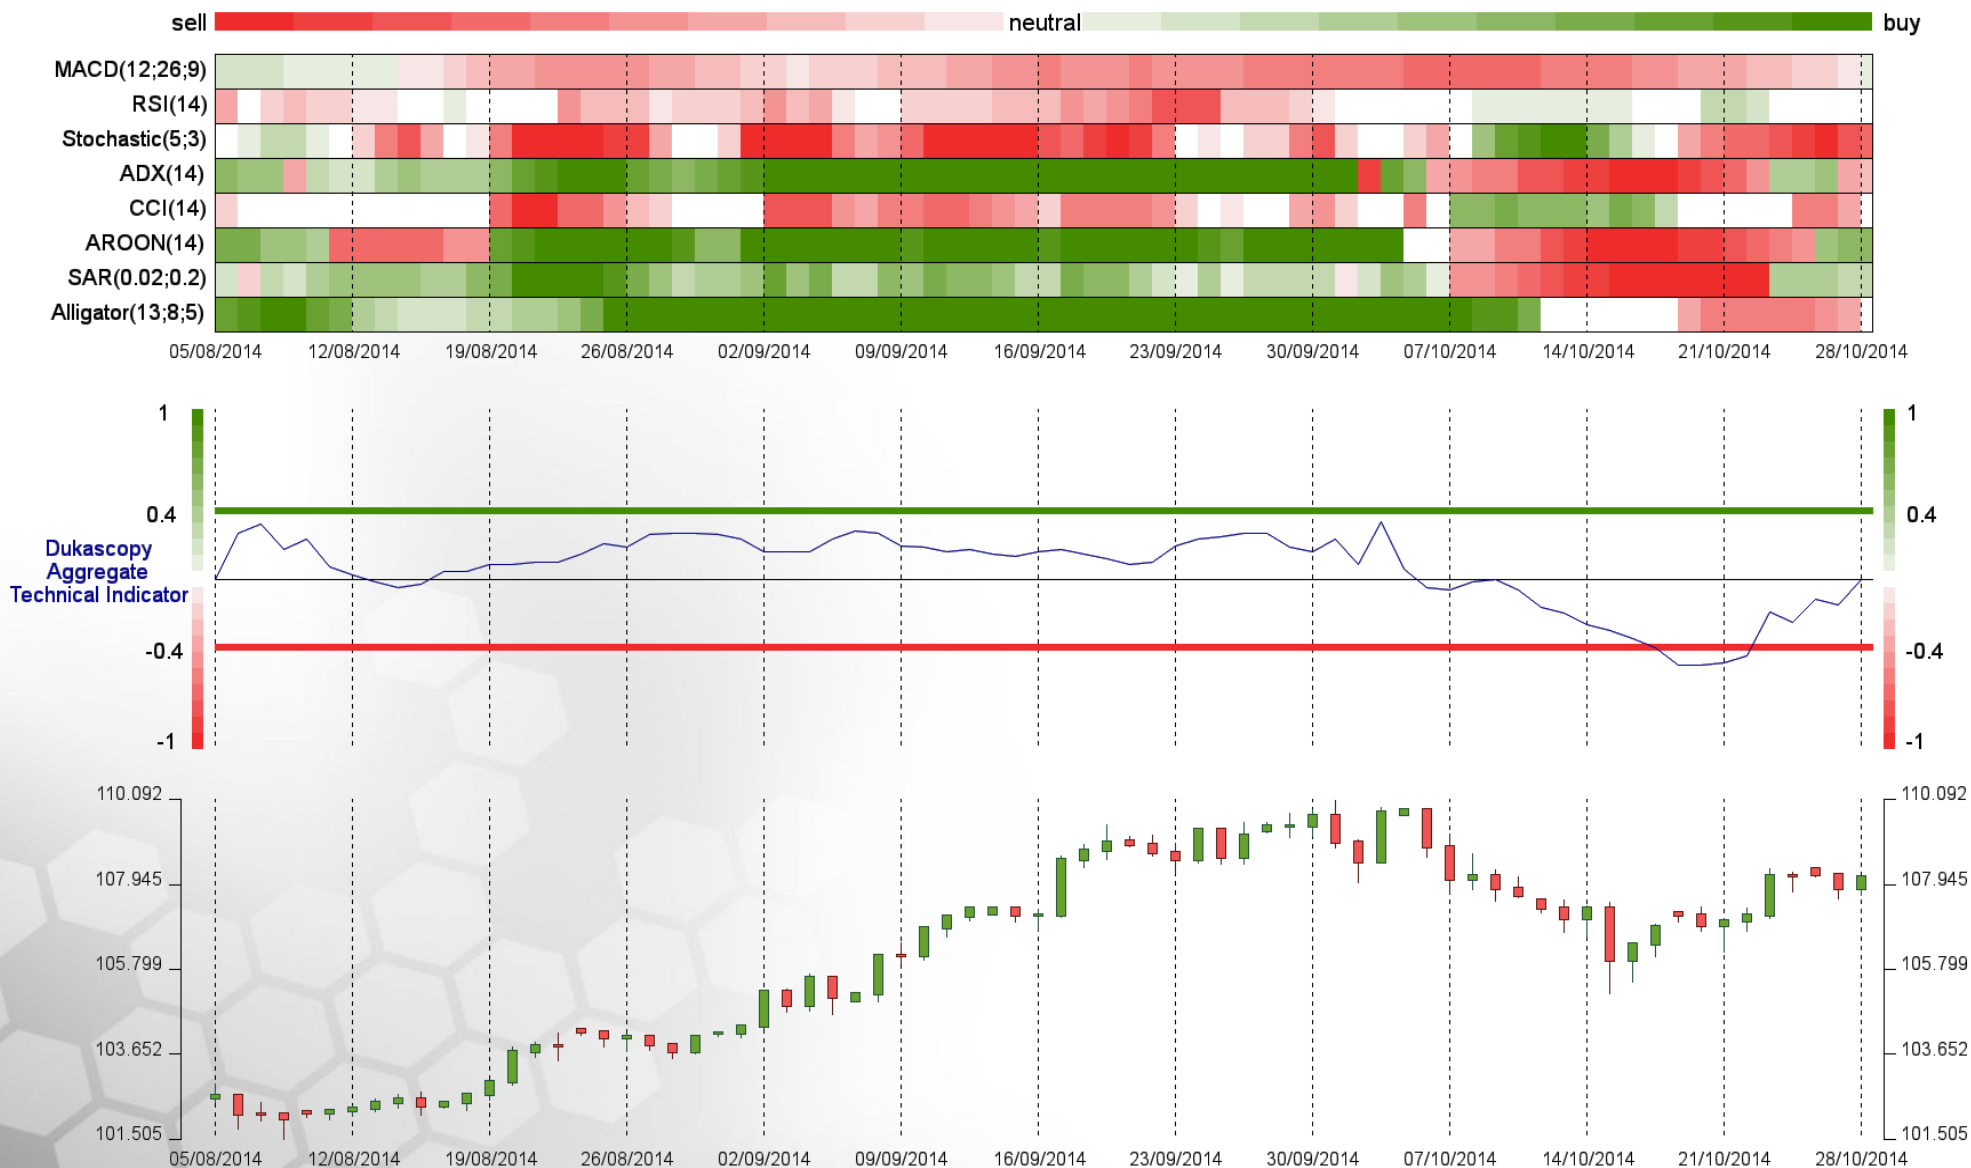 sell neutral buy
MACD(12;26;9)
RSI(14)
Stochastic(5;3)
ADX(14)
CCI(14)
AROON(14)
SAR(0.02;0.2)
Alligator(13;8;5)
05/08/2014 12/08/2014 19/08/2014 26/08/2014 02/09/2014 09/09/2014 16/09/2014 23/09/2014 30/09/2014 07/10/2014 14/10/2014 21/10/2014 28/10/2014
1 1
0.4 0.4
Dukascopy
Aggregate
Technical Indicator
-0.4 -0.4
-1 -1
110.092 110.092
107.945 107.945
105.799 105.799
103.652 103.652
101.505 101.505
05/08/2014 12/08/2014 19/08/2014 26/08/2014 02/09/2014 09/09/2014 16/09/2014 23/09/2014 30/09/2014 07/10/2014 14/10/2014 21/10/2014 28/10/2014